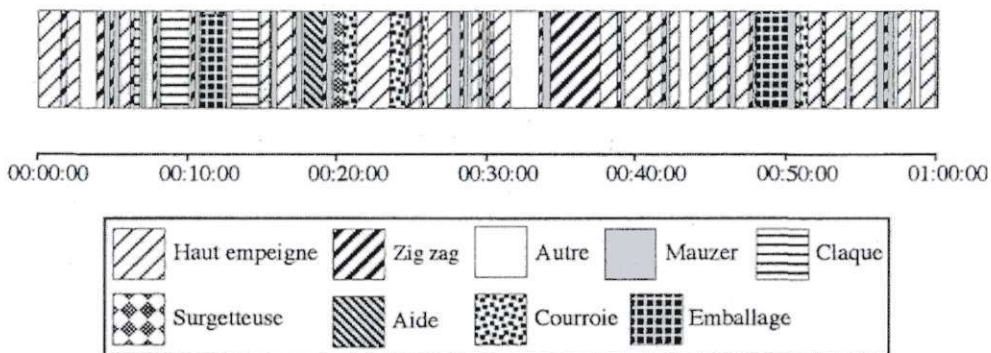 00:00:00 00:10:00 00:20:00 00:30:00 00:40:00 00:50:00 01:00:00
Haut empeigne Zig zag Autre Mauzer Claque
Surgetteuse Aide Courroie Emballage